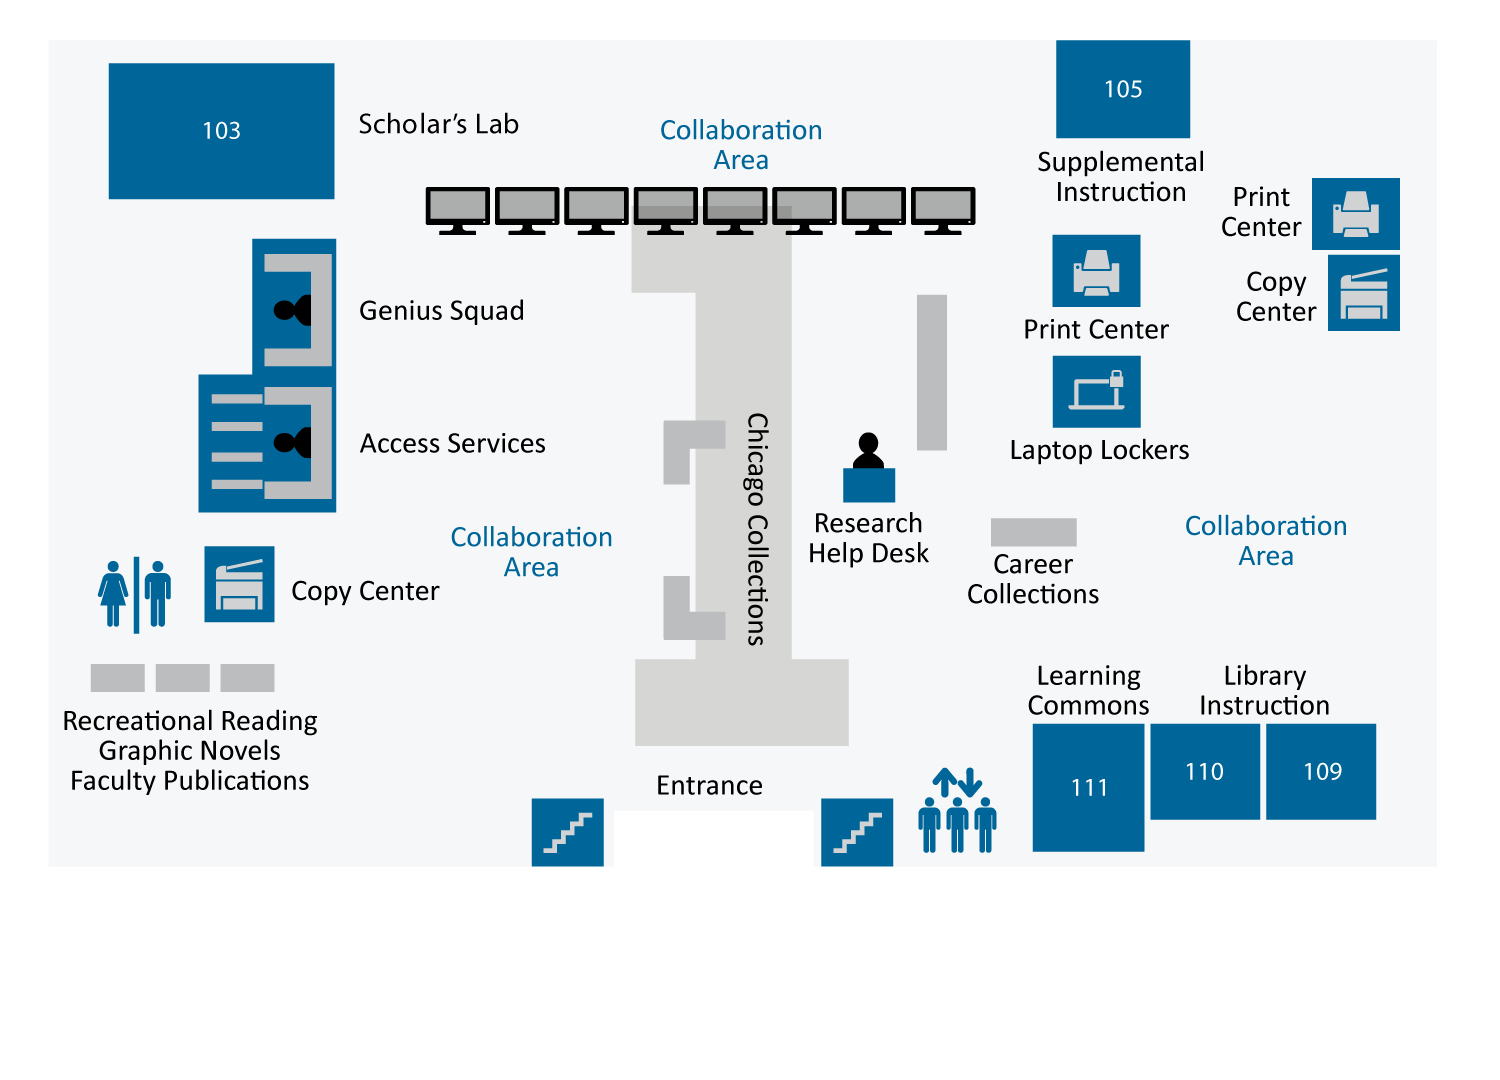 103
Scholar's Lab
Collaboration
Area
105
Supplemental
Instruction
Print
Center
Copy
Center
Print Center
Genius Squad
Laptop Lockers
Access Services
Chicago Collections
Research
Help Desk
Collaboration
Area
Career
Collections
Collaboration
Area
Copy Center
Recreational Reading
Graphic Novels
Faculty Publications
Learning
Commons
Library
Instruction
111
110
109
Entrance